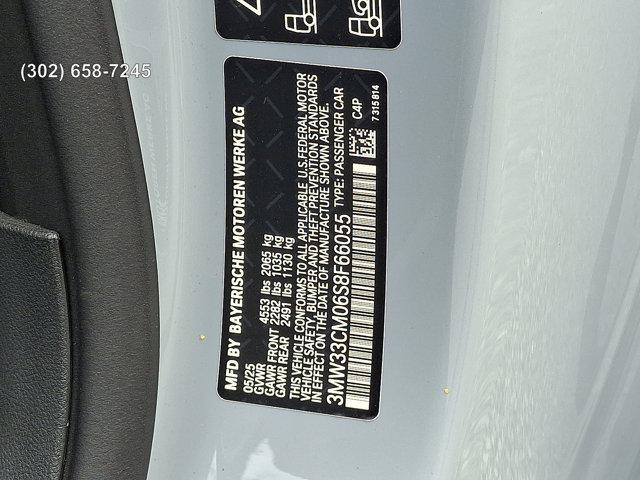 (302) 658-7245
MFD BY BAYERISCHE MOTOREN WERKE AG
05/25
GVWR 4553 lbs 2065 kg
GAWR FRONT 2282 lbs 1035 kg
GAWR REAR 2491 lbs 1130 kg
THIS VEHICLE CONFORMS TO ALL APPLICABLE U.S. FEDERAL MOTOR
VEHICLE SAFETY, BUMPER AND THEFT PREVENTION STANDARDS
IN EFFECT ON THE DATE OF MANUFACTURE SHOWN ABOVE.
3MW33CM06S8F66055 TYPE: PASSENGER CAR
C4P
7 315 814